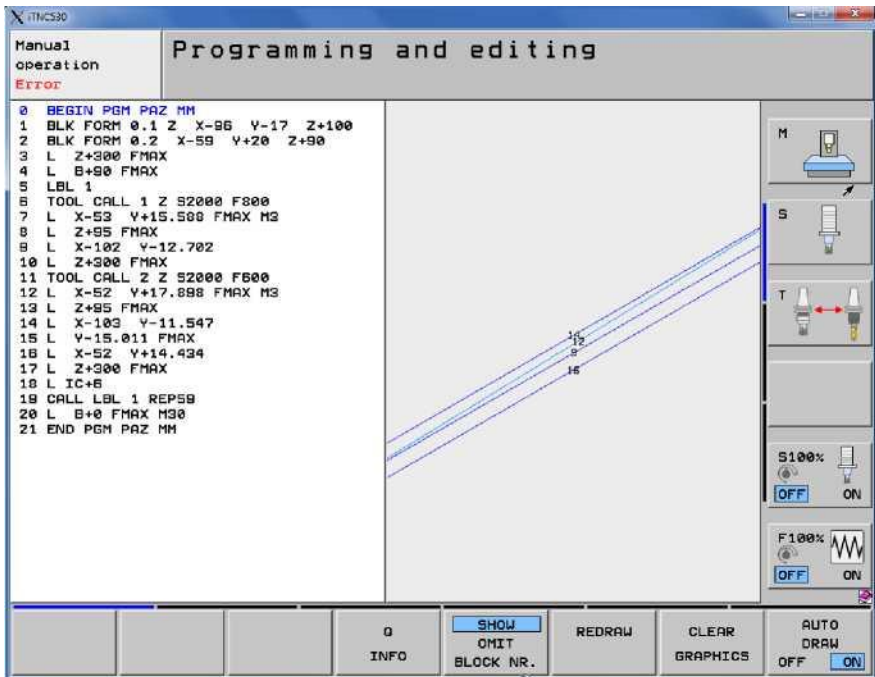 iTNC530
Manual
operation
Error
Programming and editing
0 BEGIN PGM PAZ MM
1 BLK FORM 0.1 Z X-96 Y-17 Z+100
2 BLK FORM 0.2 X-59 Y+20 Z+90
3 L Z+300 FMAX
4 L B+90 FMAX
5 LBL 1
6 TOOL CALL 1 Z S2000 F800
7 L X-53 Y+15.588 FMAX M3
8 L Z+95 FMAX
9 L X-102 Y-12.702
10 L Z+300 FMAX
11 TOOL CALL 2 Z S2000 F600
12 L X-52 Y+17.898 FMAX M3
13 L Z+95 FMAX
14 L X-103 Y-11.547
15 L Y-15.011 FMAX
16 L X-52 Y+14.434
17 L Z+300 FMAX
18 L IC+6
19 CALL LBL 1 REP59
20 L B+0 FMAX M30
21 END PGM PAZ MM
14
12
9
16
M
S
T
S100%
OFF ON
F100%
OFF ON
Q
INFO
SHOW
OMIT
BLOCK NR.
REDRAW
CLEAR
GRAPHICS
AUTO
DRAW
OFF ON